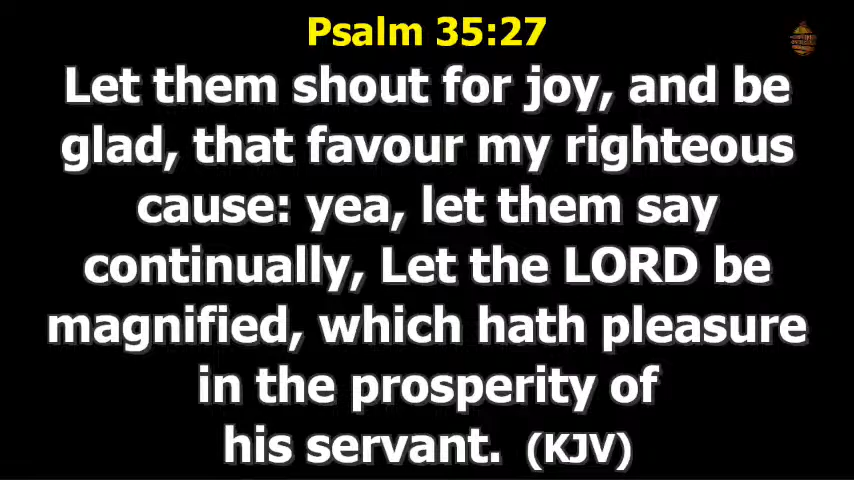 Psalm 35:27
Let them shout for joy, and be
glad, that favour my righteous
cause: yea, let them say
continually, Let the LORD be
magnified, which hath pleasure
in the prosperity of
his servant. (KJV)